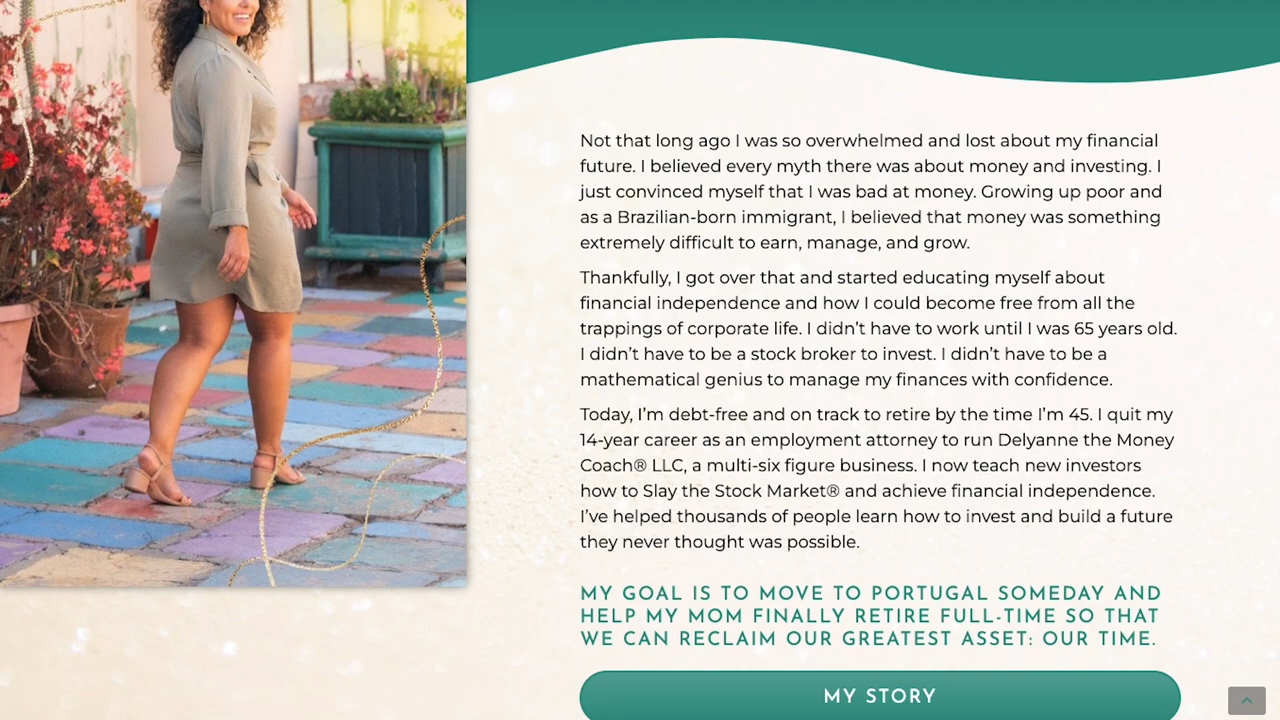 Not that long ago I was so overwhelmed and lost about my financial
future. I believed every myth there was about money and investing. I
just convinced myself that I was bad at money. Growing up poor and
as a Brazilian-born immigrant, I believed that money was something
extremely difficult to earn, manage, and grow.
Thankfully, I got over that and started educating myself about
financial independence and how I could become free from all the
trappings of corporate life. I didn’t have to work until I was 65 years old.
I didn’t have to be a stock broker to invest. I didn’t have to be a
mathematical genius to manage my finances with confidence.
Today, I’m debt-free and on track to retire by the time I’m 45. I quit my
14-year career as an employment attorney to run Delyanne the Money
Coach® LLC, a multi-six figure business. I now teach new investors
how to Slay the Stock Market® and achieve financial independence.
I’ve helped thousands of people learn how to invest and build a future
they never thought was possible.
MY GOAL IS TO MOVE TO PORTUGAL SOMEDAY AND
HELP MY MOM FINALLY RETIRE FULL-TIME SO THAT
WE CAN RECLAIM OUR GREATEST ASSET: OUR TIME.
MY STORY